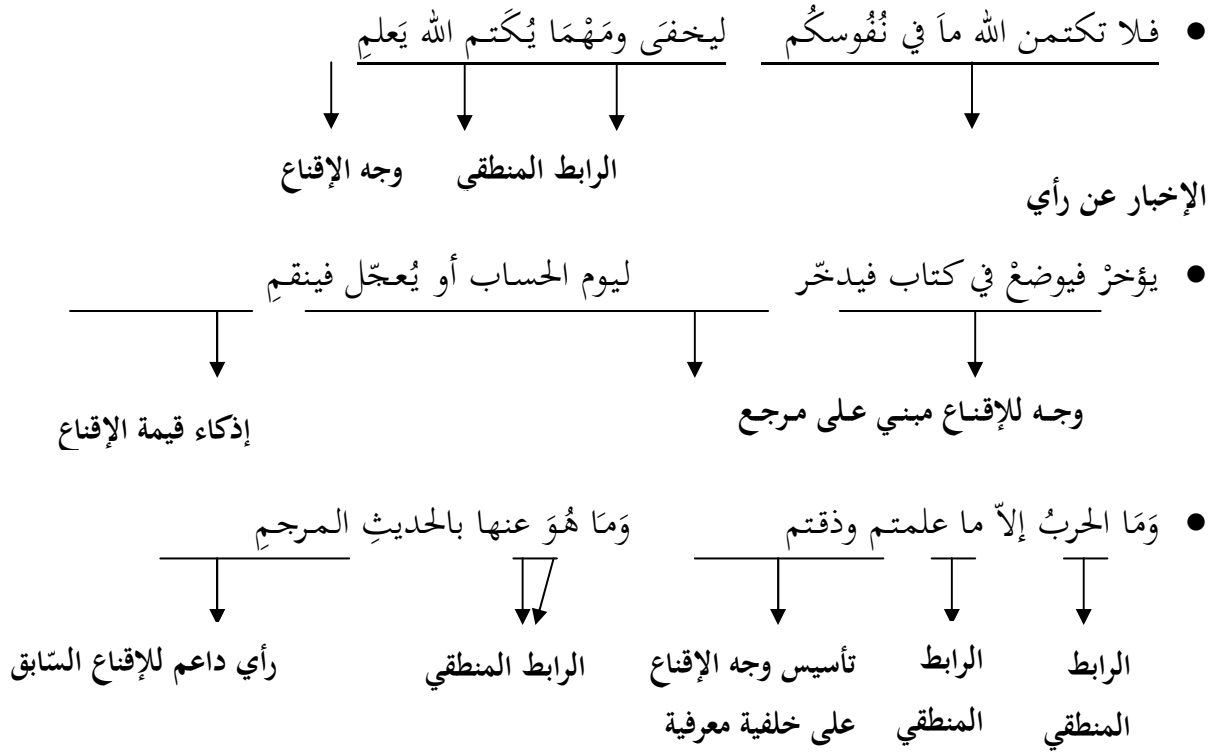 ● فلا تكتمن الله ماَ في نُفُوسكُم ليخفَى ومَهْمَا يُكَتم الله يَعلمِ
الرابط المنطقي وجه الإقناع
الإخبار عن رأي
● يؤخرْ فيوضعْ في كتاب فيدخّر ليوم الحساب أو يُعجّل فينقمِ
وجه للإقناع مبني على مرجع إذكاء قيمة الإقناع
● وَمَا الحربُ إلاّ ما علمتم وذقتم وَمَا هُوَ عنها بالحديثِ المرجمِ
الرابط الرابط تأسيس وجه الإقناع الرابط المنطقي رأي داعم للإقناع السّابق
المنطقي المنطقي على خلفية معرفية